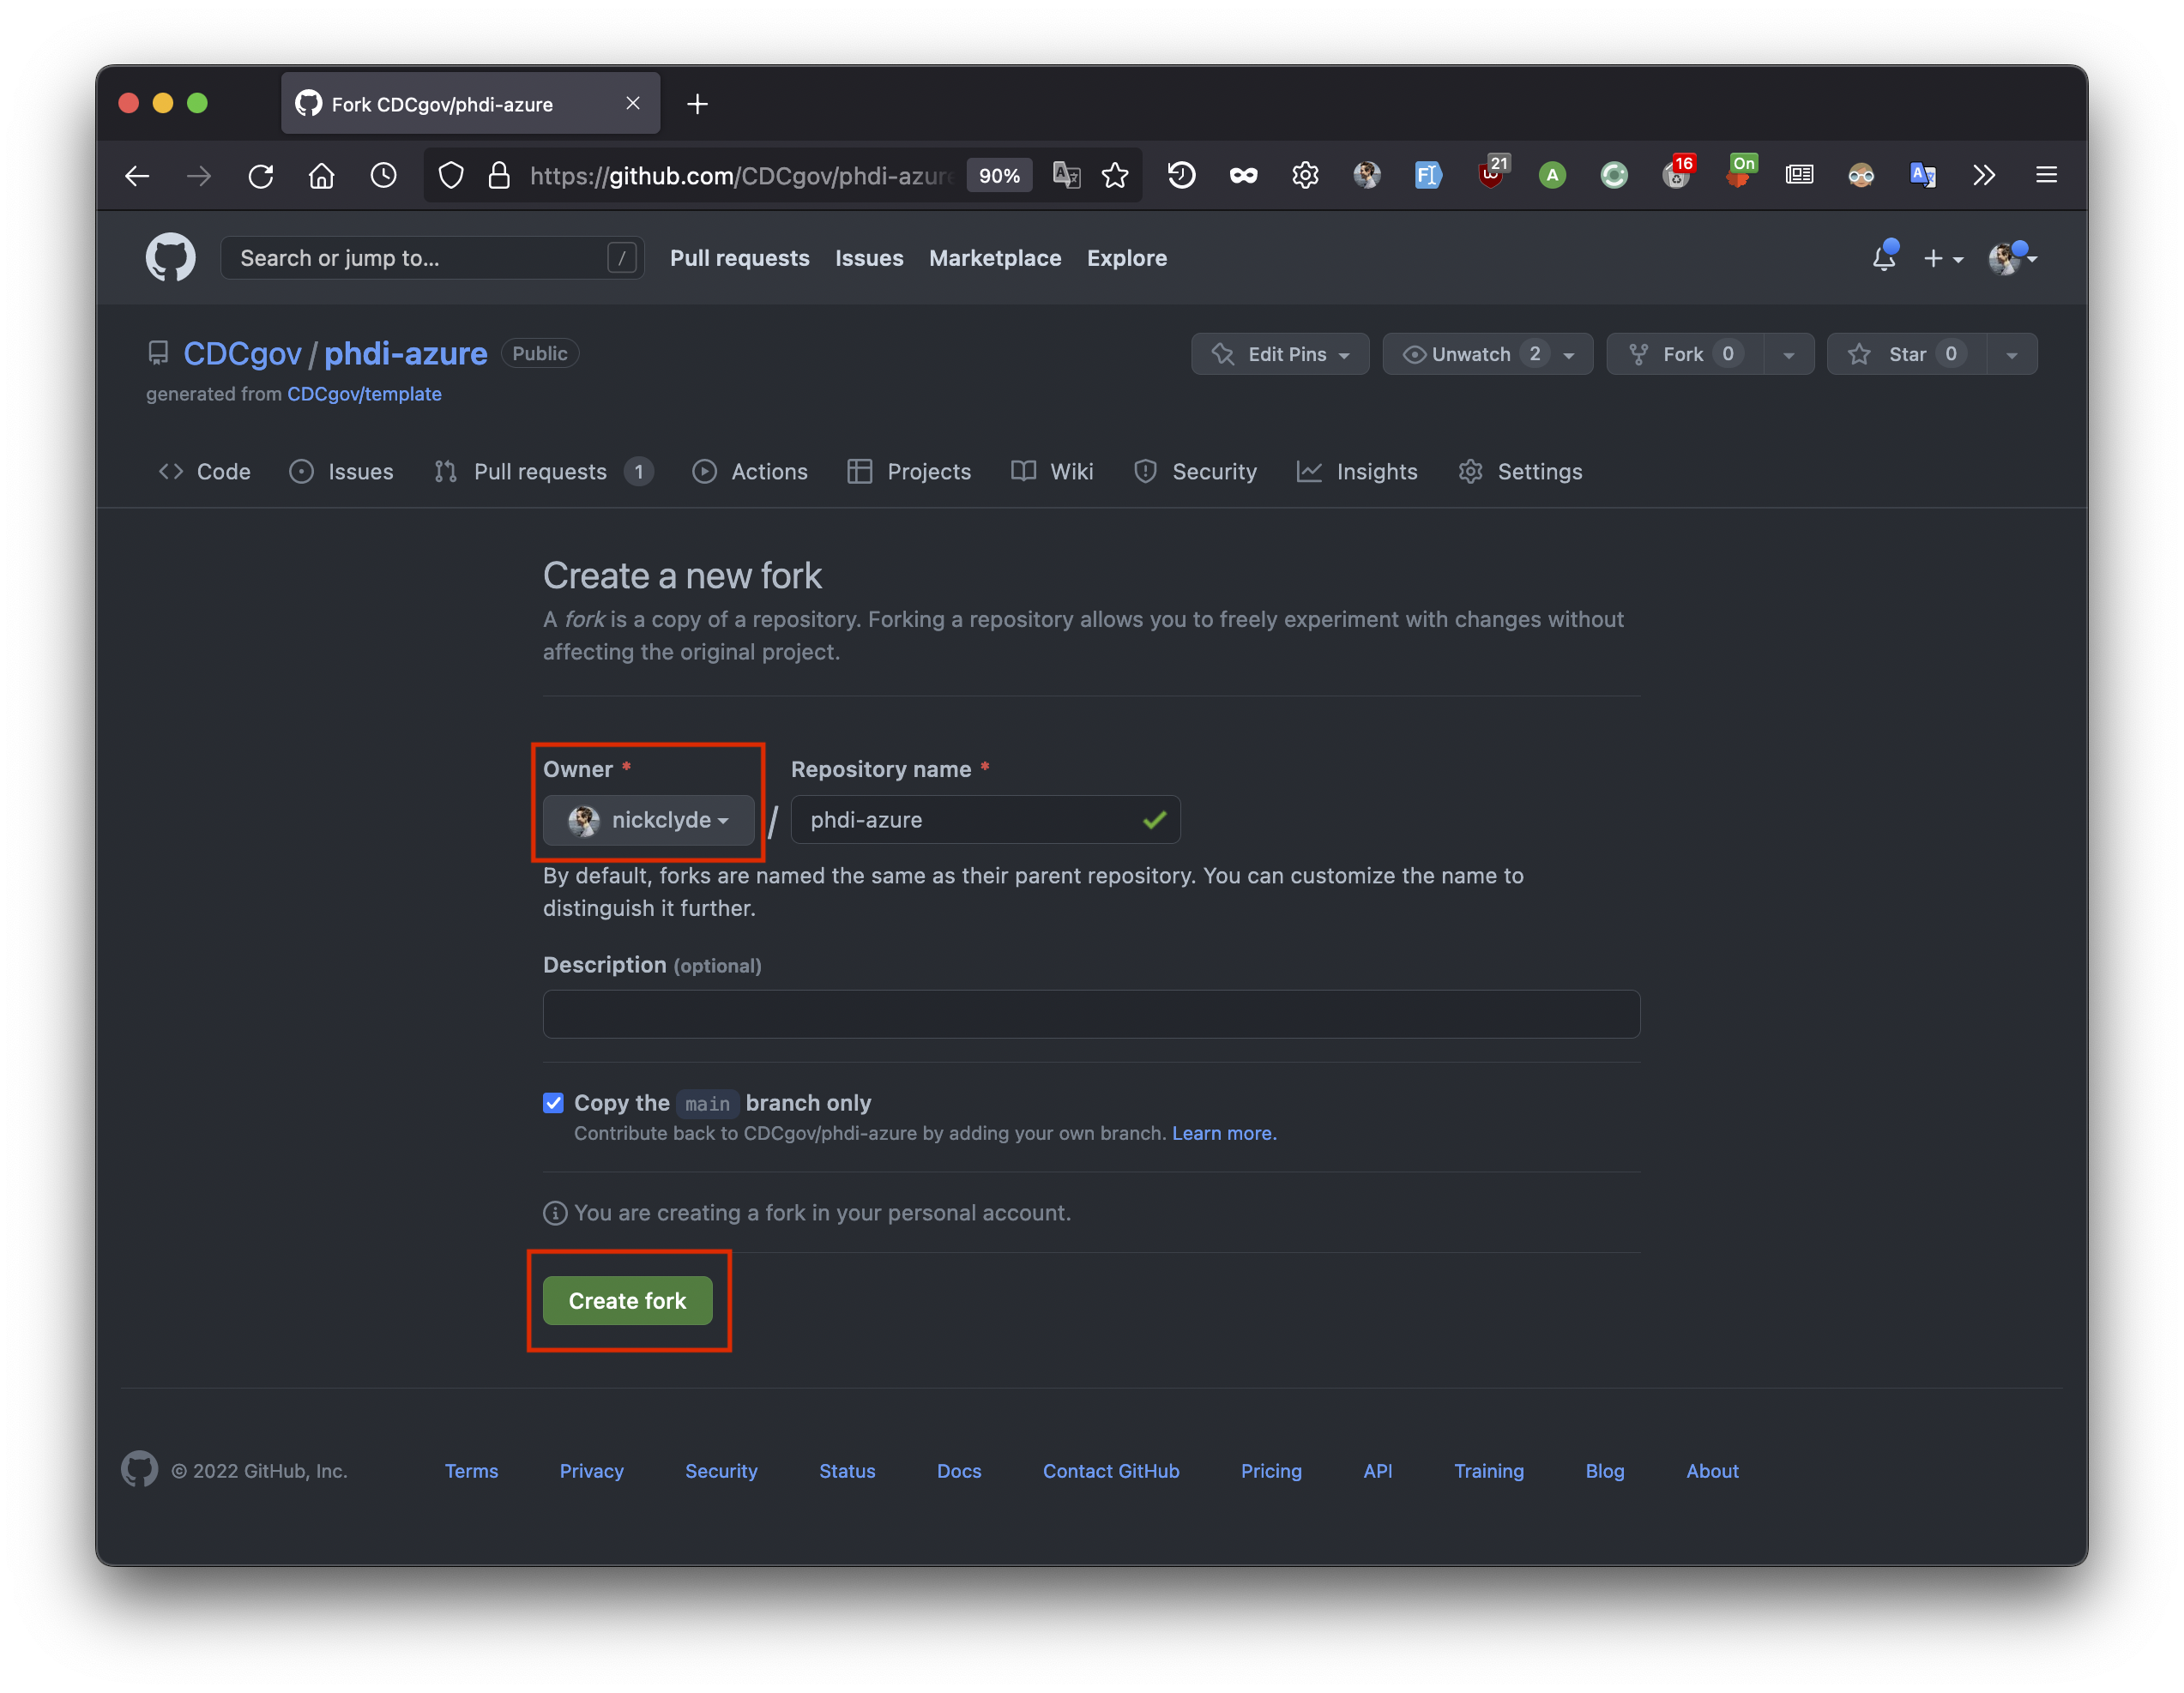 Fork CDCgov/phdi-azure
https://github.com/CDCgov/phdi-azure 90% 21 A 16 On
Search or jump to... / Pull requests Issues Marketplace Explore
CDCgov / phdi-azure Public Edit Pins Unwatch 2 Fork 0 Star 0
generated from CDCgov/template
Code Issues Pull requests 1 Actions Projects Wiki Security Insights Settings
Create a new fork
A fork is a copy of a repository. Forking a repository allows you to freely experiment with changes without
affecting the original project.
Owner * Repository name *
nickclyde / phdi-azure
By default, forks are named the same as their parent repository. You can customize the name to
distinguish it further.
Description (optional)
Copy the main branch only
Contribute back to CDCgov/phdi-azure by adding your own branch. Learn more.
You are creating a fork in your personal account.
Create fork
© 2022 GitHub, Inc. Terms Privacy Security Status Docs Contact GitHub Pricing API Training Blog About